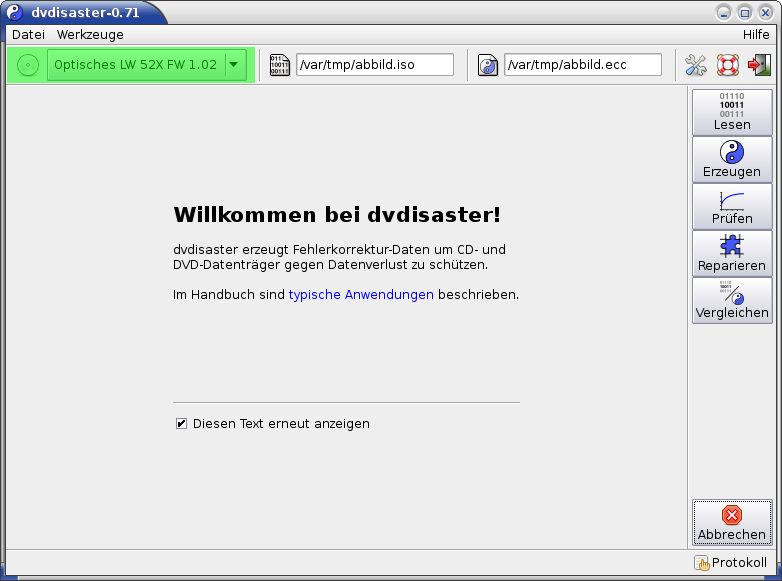 dvdisaster-0.71
Datei Werkzeuge Hilfe
Optisches LW 52X FW 1.02 /var/tmp/abbild.iso /var/tmp/abbild.ecc
01110
10011
00111
Lesen
Erzeugen
Prüfen
Reparieren
Vergleichen
Willkommen bei dvdisaster!
dvdisaster erzeugt Fehlerkorrektur-Daten um CD- und
DVD-Datenträger gegen Datenverlust zu schützen.
Im Handbuch sind typische Anwendungen beschrieben.
Diesen Text erneut anzeigen
Abbrechen
Protokoll